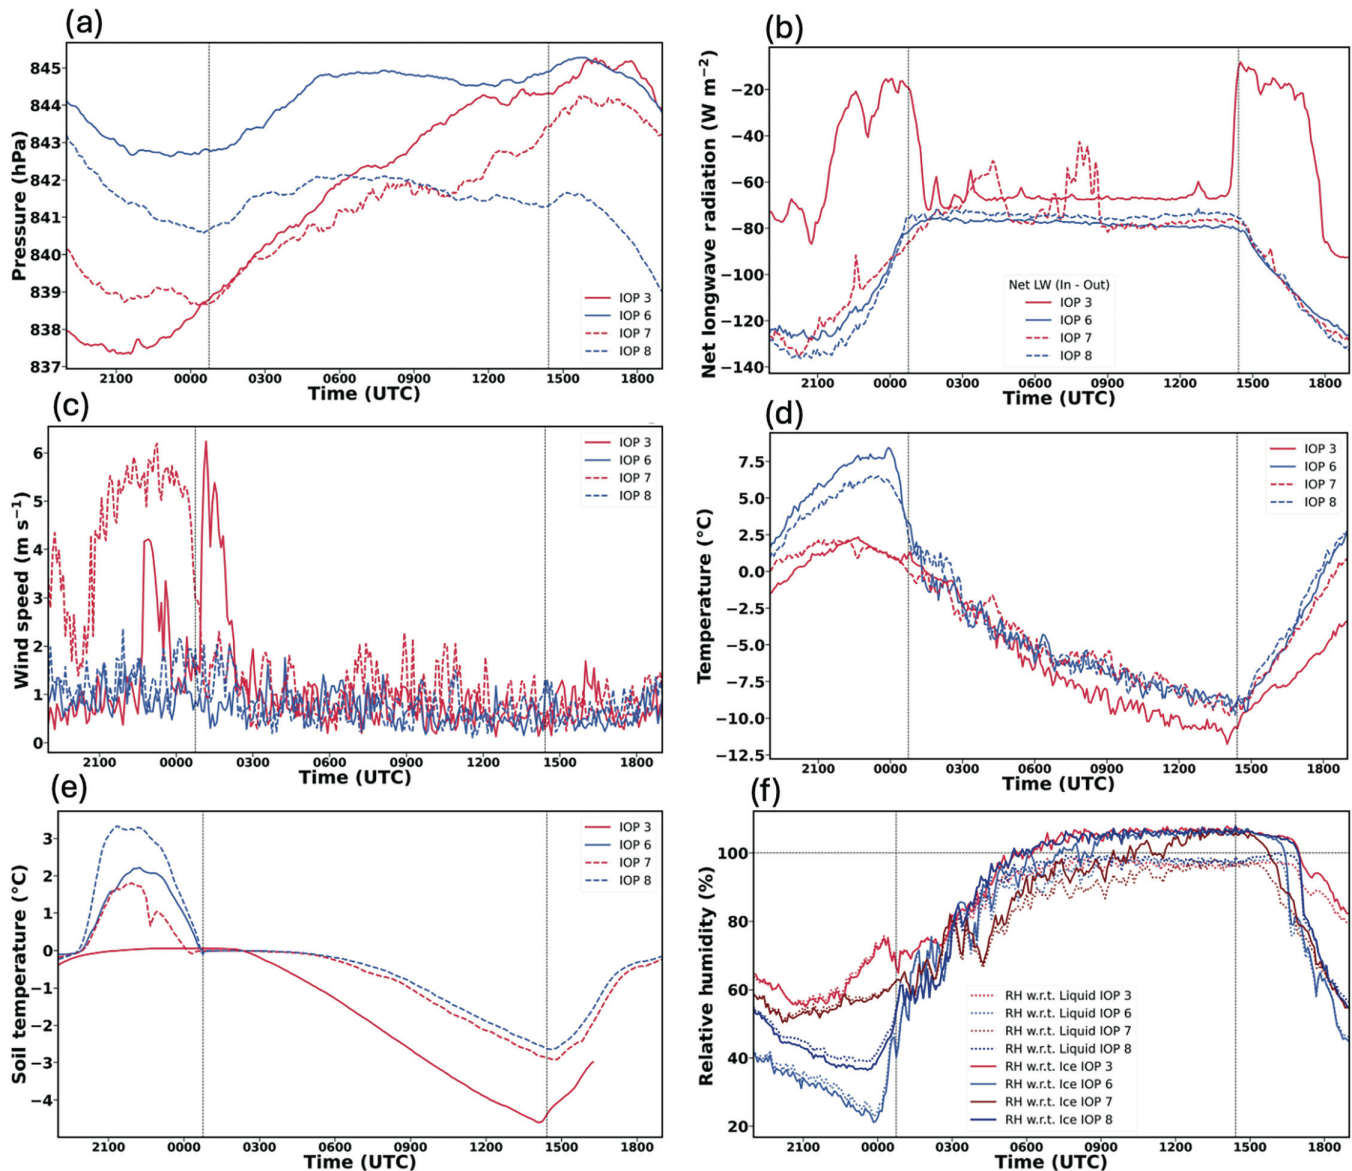 (a)
Pressure (hPa)
845
844
843
842
841
840
839
838
837
IOP 3
IOP 6
IOP 7
IOP 8
2100 0000 0300 0600 0900 1200 1500 1800
Time (UTC)
(b)
Net longwave radiation (W m⁻²)
−20
−40
−60
−80
−100
−120
−140
Net LW (In - Out)
IOP 3
IOP 6
IOP 7
IOP 8
2100 0000 0300 0600 0900 1200 1500 1800
Time (UTC)
(c)
Wind speed (m s⁻¹)
6
5
4
3
2
1
0
IOP 3
IOP 6
IOP 7
IOP 8
2100 0000 0300 0600 0900 1200 1500 1800
Time (UTC)
(d)
Temperature (°C)
7.5
5.0
2.5
0.0
−2.5
−5.0
−7.5
−10.0
−12.5
IOP 3
IOP 6
IOP 7
IOP 8
2100 0000 0300 0600 0900 1200 1500 1800
Time (UTC)
(e)
Soil temperature (°C)
3
2
1
0
−1
−2
−3
−4
IOP 3
IOP 6
IOP 7
IOP 8
2100 0000 0300 0600 0900 1200 1500 1800
Time (UTC)
(f)
Relative humidity (%)
100
80
60
40
20
RH w.r.t. Liquid IOP 3
RH w.r.t. Liquid IOP 6
RH w.r.t. Liquid IOP 7
RH w.r.t. Liquid IOP 8
RH w.r.t. Ice IOP 3
RH w.r.t. Ice IOP 6
RH w.r.t. Ice IOP 7
RH w.r.t. Ice IOP 8
2100 0000 0300 0600 0900 1200 1500 1800
Time (UTC)